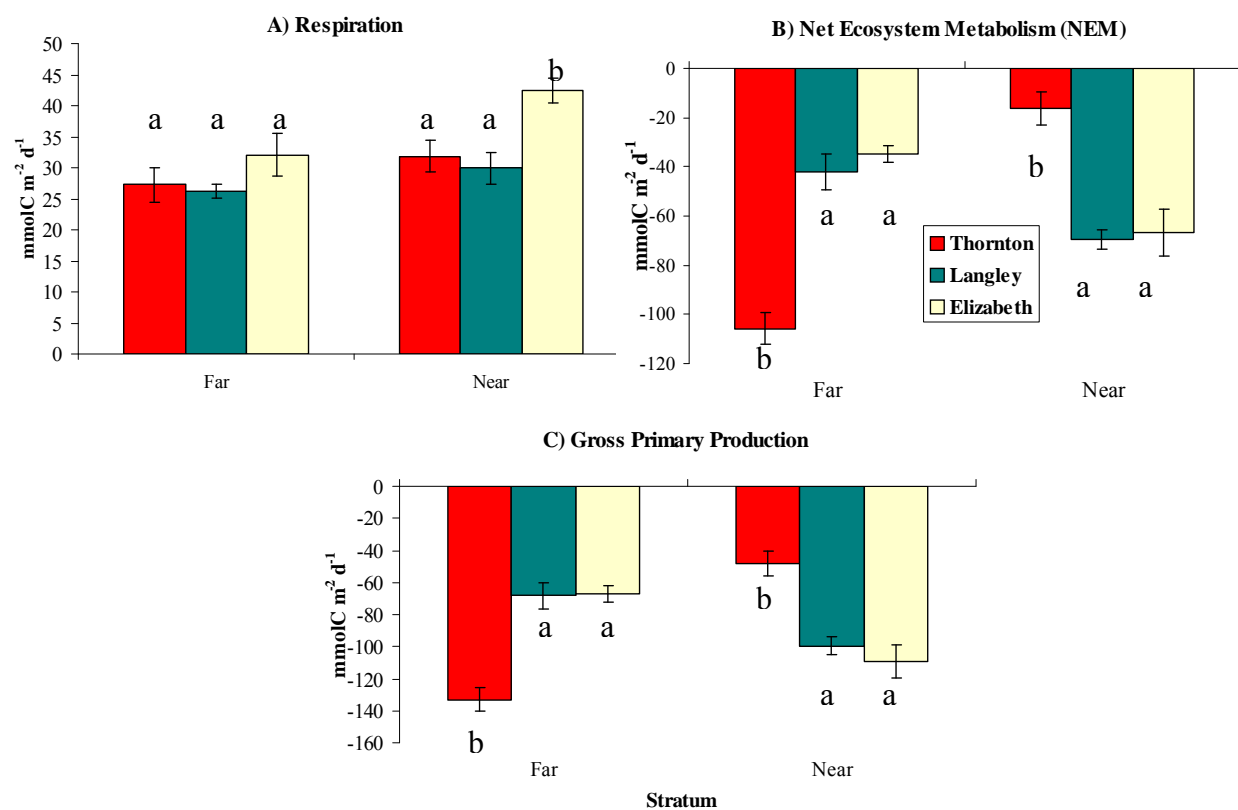 A) Respiration
mmolC m⁻² d⁻¹
50
45
40
35
30
25
20
15
10
5
0
a a a
a a b
Far Near
B) Net Ecosystem Metabolism (NEM)
mmolC m⁻² d⁻¹
0
-20
-40
-60
-80
-100
-120
b a a
b a a
Thornton
Langley
Elizabeth
Far Near
C) Gross Primary Production
mmolC m⁻² d⁻¹
0
-20
-40
-60
-80
-100
-120
-140
-160
b a a
b a a
Far Near
Stratum